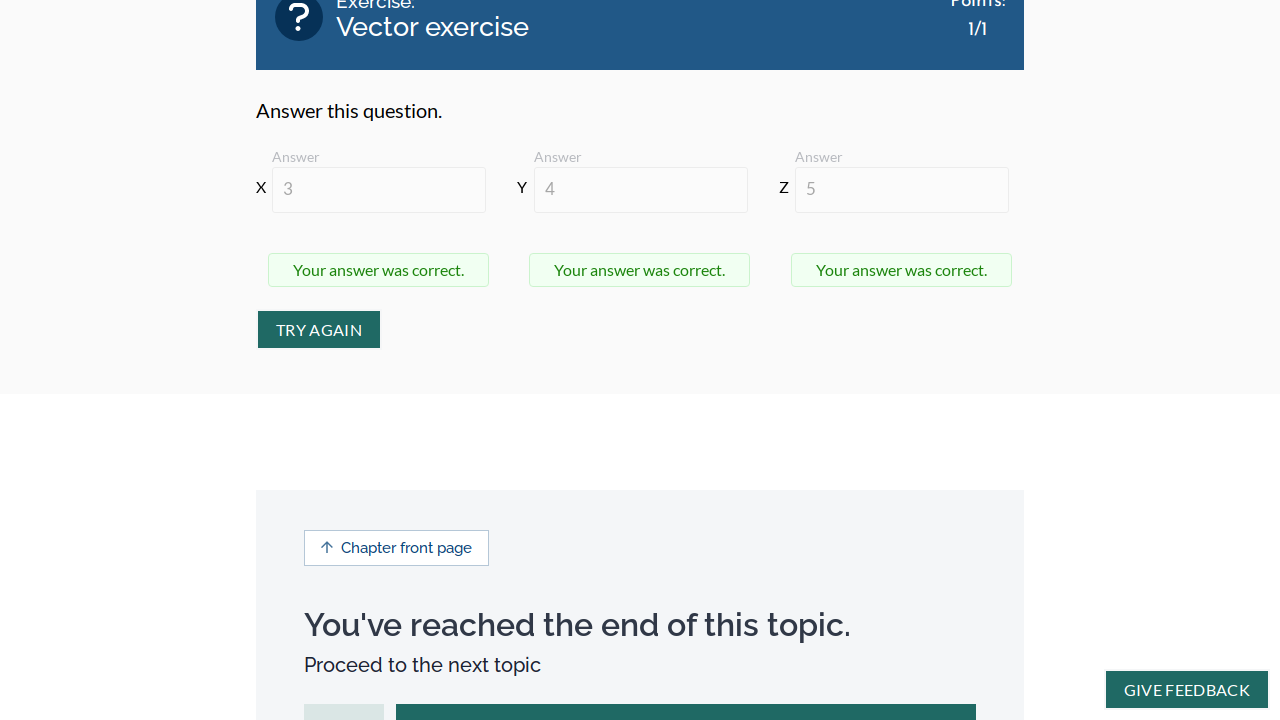 Exercise:
Points:
Vector exercise
1/1
Answer this question.
Answer
Answer
Answer
X
3
Y
4
Z
5
Your answer was correct.
Your answer was correct.
Your answer was correct.
TRY AGAIN
Chapter front page
You've reached the end of this topic.
Proceed to the next topic
GIVE FEEDBACK